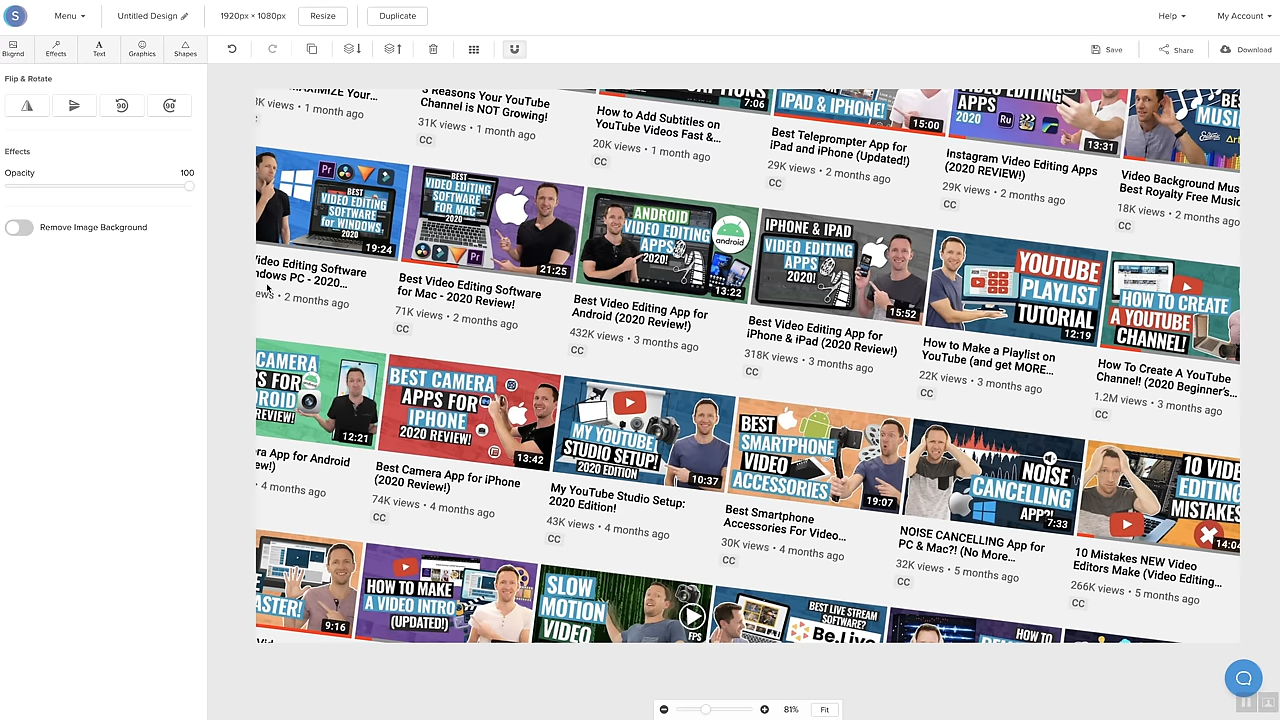 S
Menu
Untitled Design
1920px × 1080px
Resize
Duplicate
Help
My Account
Bkgrnd
Effects
Text
Graphics
Shapes
Save
Share
Download
Flip & Rotate
90
90
Effects
Opacity
100
Remove Image Background
MAXIMIZE Your...
3K views • 1 month ago
3 Reasons Your YouTube
Channel is NOT Growing!
31K views • 1 month ago
CC
7:06
How to Add Subtitles on
YouTube Videos Fast &...
20K views • 1 month ago
CC
IPAD & IPHONE!
15:00
Best Teleprompter App for
iPad and iPhone (Updated!)
29K views • 2 months ago
CC
VIDEO EDITING
APPS
2020
Ru
13:31
Instagram Video Editing Apps
(2020 REVIEW!)
29K views • 2 months ago
CC
Video Background Mus
Best Royalty Free Music
18K views • 2 months ago
CC
Pr
BEST
VIDEO EDITING
SOFTWARE
for WINDOWS
2020
19:24
Video Editing Software
ndows PC - 2020...
ews • 2 months ago
BEST
VIDEO EDITING
SOFTWARE
FOR MAC
2020
Pr
21:25
Best Video Editing Software
for Mac - 2020 Review!
71K views • 2 months ago
CC
ANDROID
VIDEO EDITING
APPS
2020!
android
13:22
Best Video Editing App for
Android (2020 Review!)
432K views • 3 months ago
CC
IPHONE & IPAD
VIDEO EDITING
APPS
2020!
15:52
Best Video Editing App for
iPhone & iPad (2020 Review!)
318K views • 3 months ago
CC
YOUTUBE
PLAYLIST
TUTORIAL
12:19
How to Make a Playlist on
YouTube (and get MORE...
22K views • 3 months ago
CC
HOW TO CREATE
A YOUTUBE
CHANNEL!
How To Create A YouTube
Channel! (2020 Beginner's...
1.2M views • 3 months ago
CC
CAMERA
S FOR
ROID
REVIEW!
12:21
ra App for Android
ew!)
• 4 months ago
BEST CAMERA
APPS FOR
IPHONE
2020 REVIEW!
13:42
Best Camera App for iPhone
(2020 Review!)
74K views • 4 months ago
CC
MY YOUTUBE
STUDIO SETUP!
2020 EDITION
10:37
My YouTube Studio Setup:
2020 Edition!
43K views • 4 months ago
CC
BEST
SMARTPHONE
VIDEO
ACCESSORIES
19:07
Best Smartphone
Accessories For Video...
30K views • 4 months ago
CC
NOISE
CANCELLING
APP?!
7:33
NOISE CANCELLING App for
PC & Mac?! (No More...
32K views • 5 months ago
CC
10 VIDE
EDITING
MISTAKES
14:04
10 Mistakes NEW Video
Editors Make (Video Editing...
266K views • 5 months ago
CC
ASTER!
9:16
HOW TO MAKE
A VIDEO INTRO
(UPDATED!)
SLOW
MOTION
VIDEO
FPS
BEST LIVE STREAM
SOFTWARE?
Be.Live
HOW TO
81%
Fit